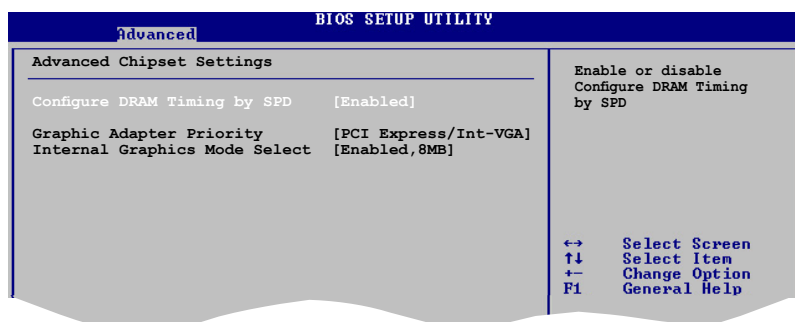 BIOS SETUP UTILITY
Advanced
Advanced Chipset Settings
Configure DRAM Timing by SPD [Enabled]
Graphic Adapter Priority [PCI Express/Int-VGA]
Internal Graphics Mode Select [Enabled,8MB]
Enable or disable
Configure DRAM Timing
by SPD
←→ Select Screen
↑↓ Select Item
+- Change Option
F1 General Help